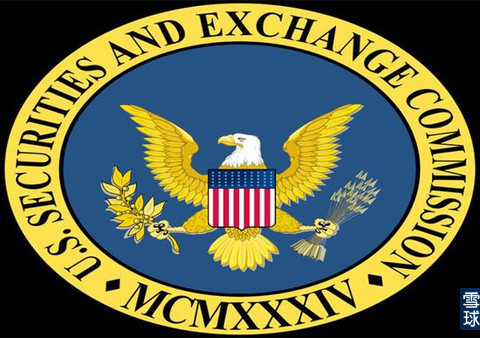 U.S. SECURITIES AND EXCHANGE COMMISSION
MCMXXXIV
雪
球